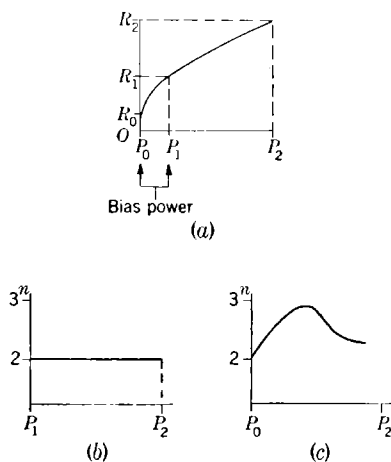 R₂
R₁
R₀
O
P₀ P₁ P₂
Bias power
(a)
3 n
2
P₁ P₂
(b)
3 n
2
P₀ P₂
(c)